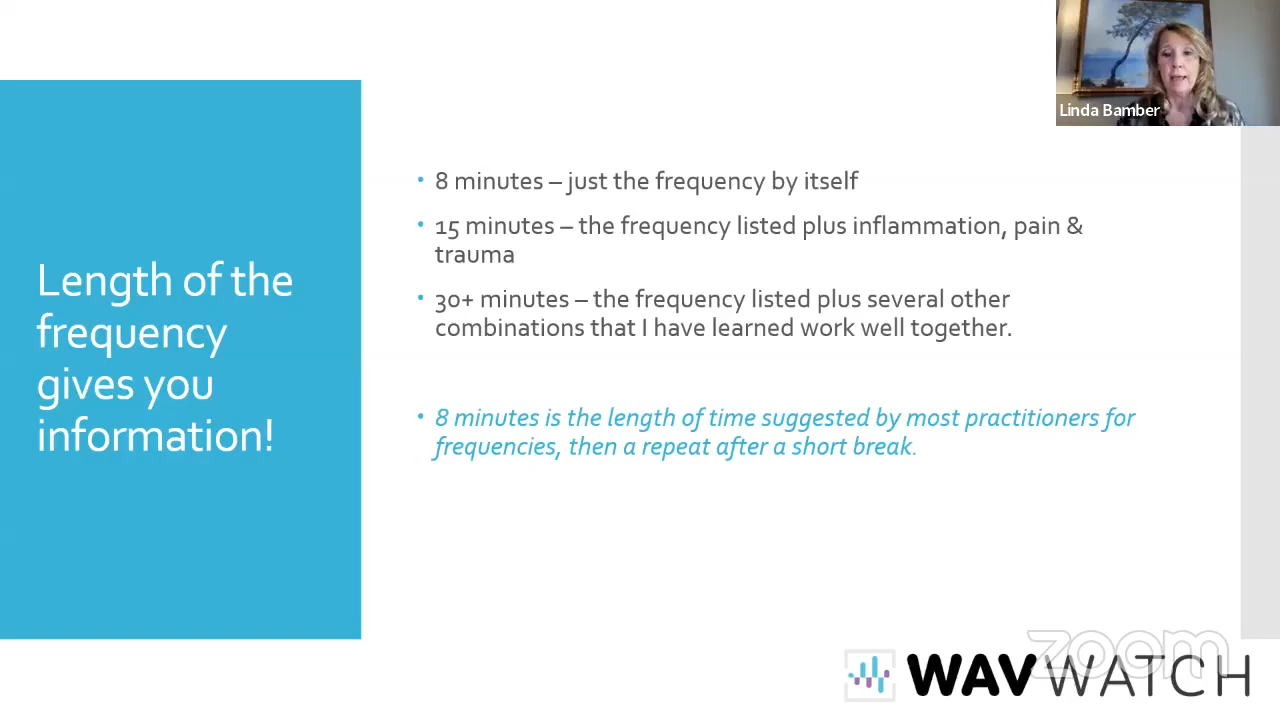 Linda Bamber
Length of the
frequency
gives you
information!
• 8 minutes – just the frequency by itself
• 15 minutes – the frequency listed plus inflammation, pain &
trauma
• 30+ minutes – the frequency listed plus several other
combinations that I have learned work well together.
• 8 minutes is the length of time suggested by most practitioners for
frequencies, then a repeat after a short break.
zoom
WAVWATCH